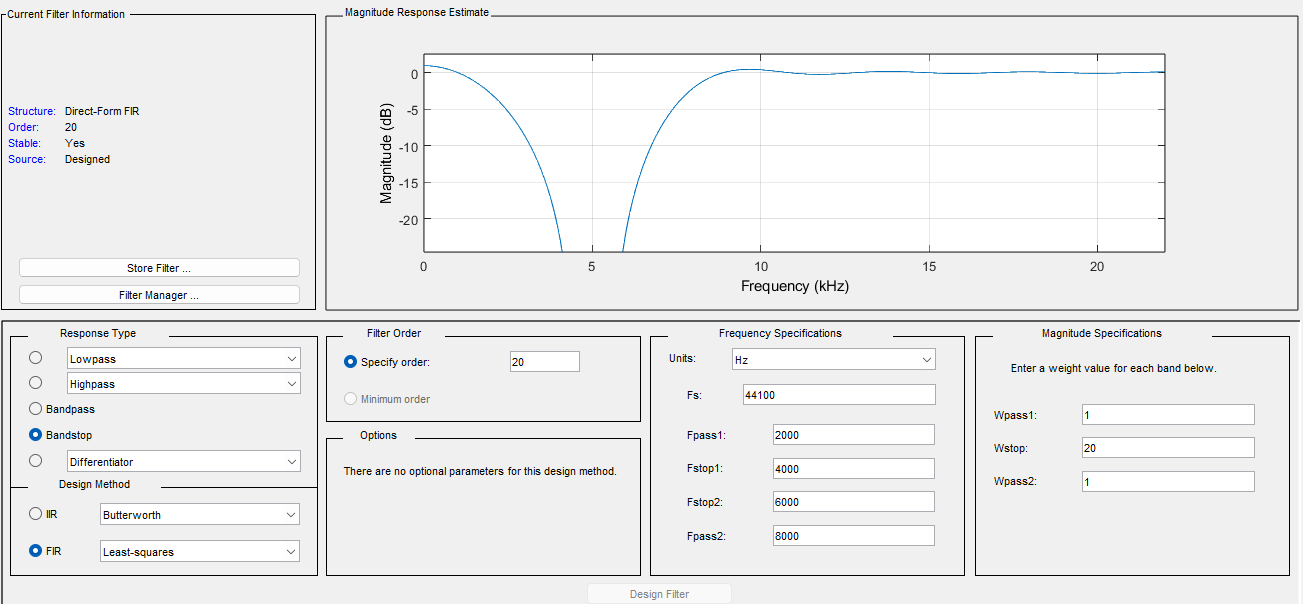 Current Filter Information
Structure: Direct-Form FIR
Order: 20
Stable: Yes
Source: Designed
Store Filter ...
Filter Manager ...
Magnitude Response Estimate
Magnitude (dB)
0
-5
-10
-15
-20
0 5 10 15 20
Frequency (kHz)
Response Type
Lowpass
Highpass
Bandpass
Bandstop
Differentiator
Design Method
IIR Butterworth
FIR Least-squares
Filter Order
Specify order: 20
Minimum order
Options
There are no optional parameters for this design method.
Frequency Specifications
Units: Hz
Fs: 44100
Fpass1: 2000
Fstop1: 4000
Fstop2: 6000
Fpass2: 8000
Magnitude Specifications
Enter a weight value for each band below.
Wpass1: 1
Wstop: 20
Wpass2: 1
Design Filter